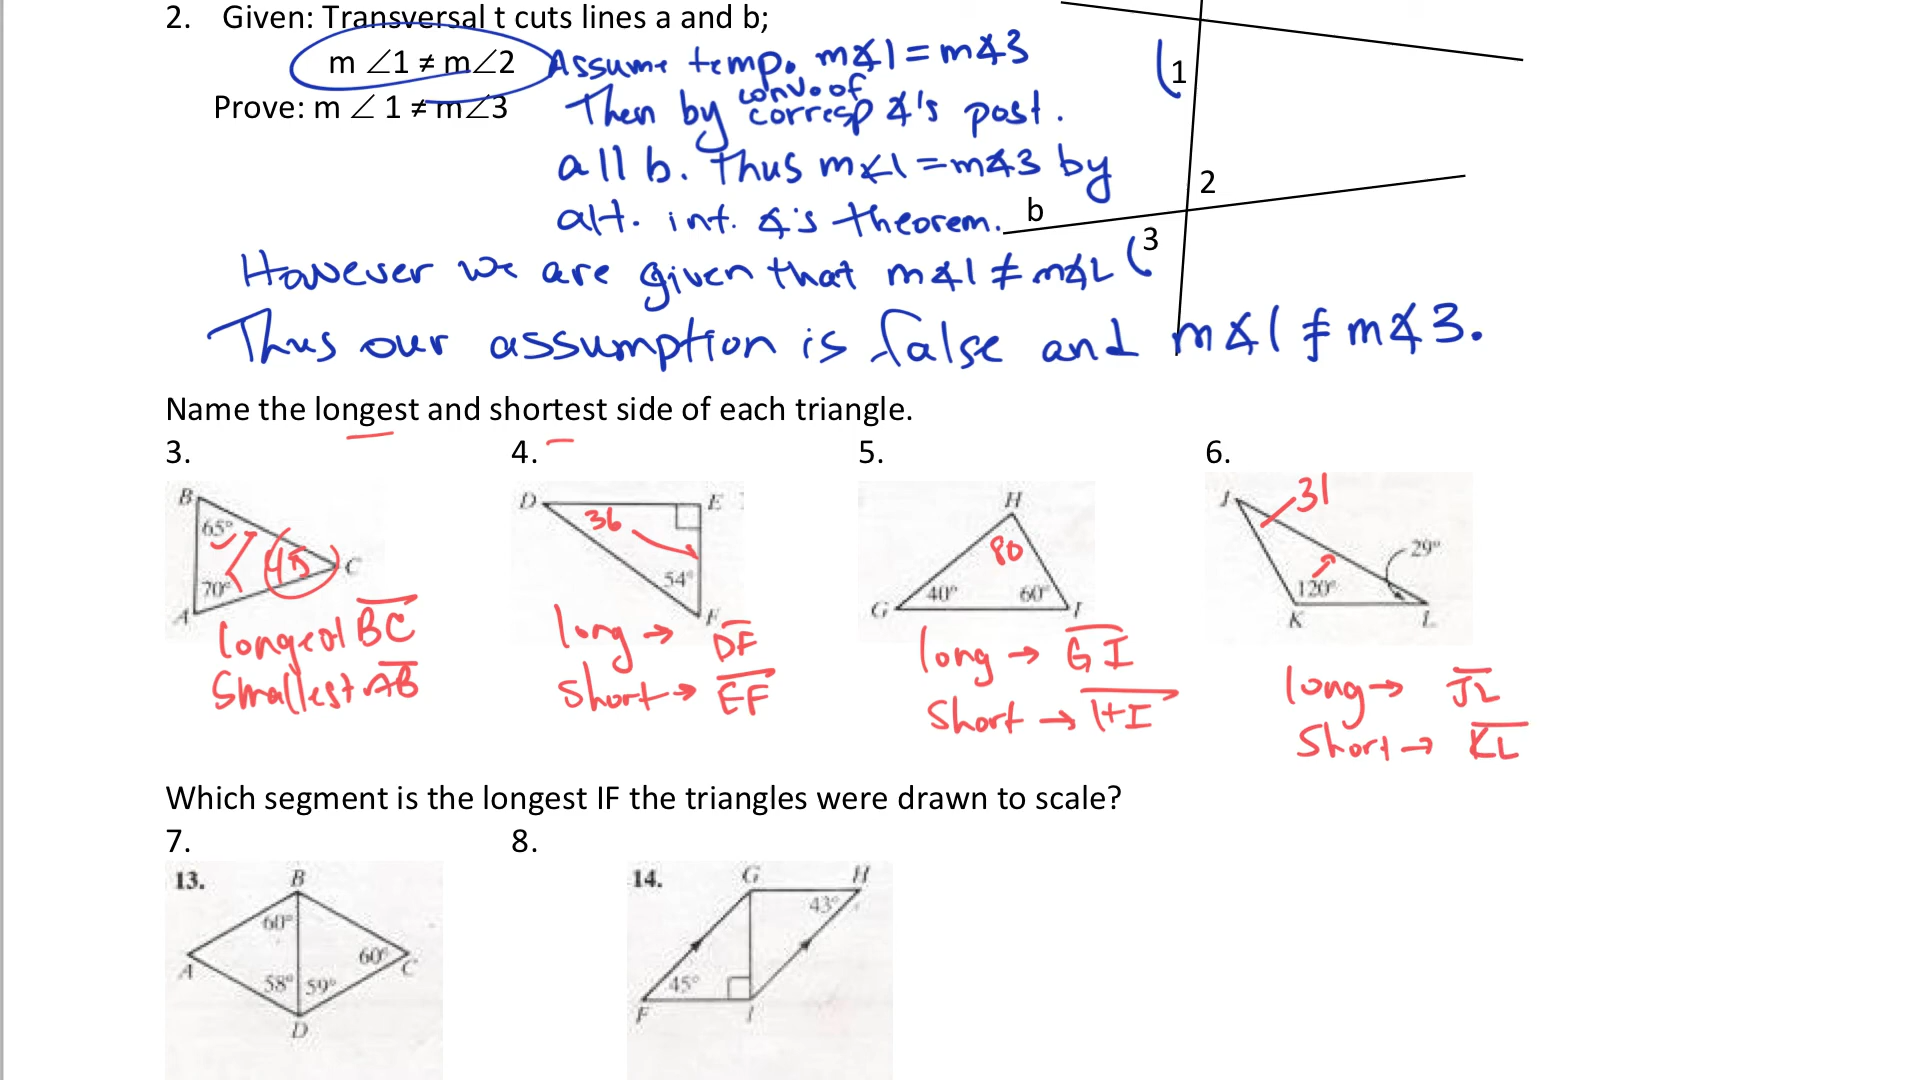 2. Given: Transversal t cuts lines a and b;
m ∠1 ≠ m∠2 Assume temp. m∡1 = m∡3
Prove: m ∠ 1 ≠ m∠3 Then by conv. of corresp ∡'s post.
a || b. Thus m∡1 = m∡3 by
alt. int. ∡'s theorem.
However we are given that m∡1 ≠ m∡2
Thus our assumption is false and m∡1 ≠ m∡3.
1
2
b
3
Name the longest and shortest side of each triangle.
3. 4. 5. 6.
B 65° 70° A C 45
D E 36 54° F
H 80 40° 60° G I
J 31 29° 120° K L
longest BC
Smallest AB
long → DF
short → EF
long → GI
Short → HI
long → JL
Short → KL
Which segment is the longest IF the triangles were drawn to scale?
7. 8.
13. B 60° 60° A C 58° 59° D
14. G H 43° 45° F I